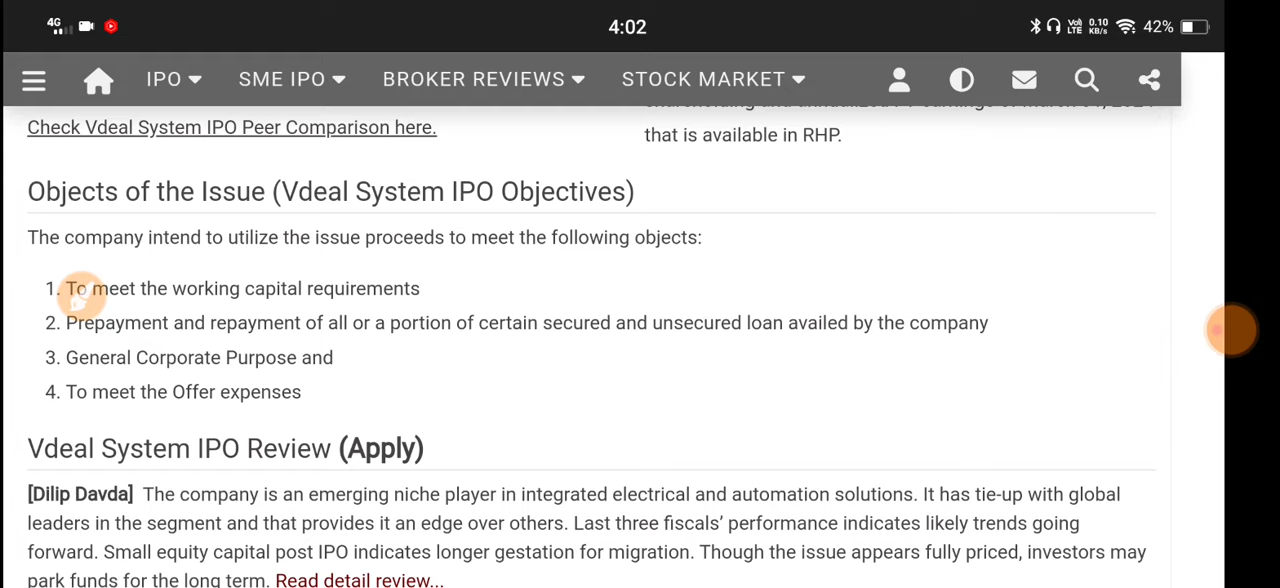 4G 4:02 Vo) LTE 0.10 KB/s 42%
IPO SME IPO BROKER REVIEWS STOCK MARKET
Check Vdeal System IPO Peer Comparison here.
that is available in RHP.
Objects of the Issue (Vdeal System IPO Objectives)
The company intend to utilize the issue proceeds to meet the following objects:
1. To meet the working capital requirements
2. Prepayment and repayment of all or a portion of certain secured and unsecured loan availed by the company
3. General Corporate Purpose and
4. To meet the Offer expenses
Vdeal System IPO Review (Apply)
[Dilip Davda] The company is an emerging niche player in integrated electrical and automation solutions. It has tie-up with global
leaders in the segment and that provides it an edge over others. Last three fiscals’ performance indicates likely trends going
forward. Small equity capital post IPO indicates longer gestation for migration. Though the issue appears fully priced, investors may
park funds for the long term. Read detail review...